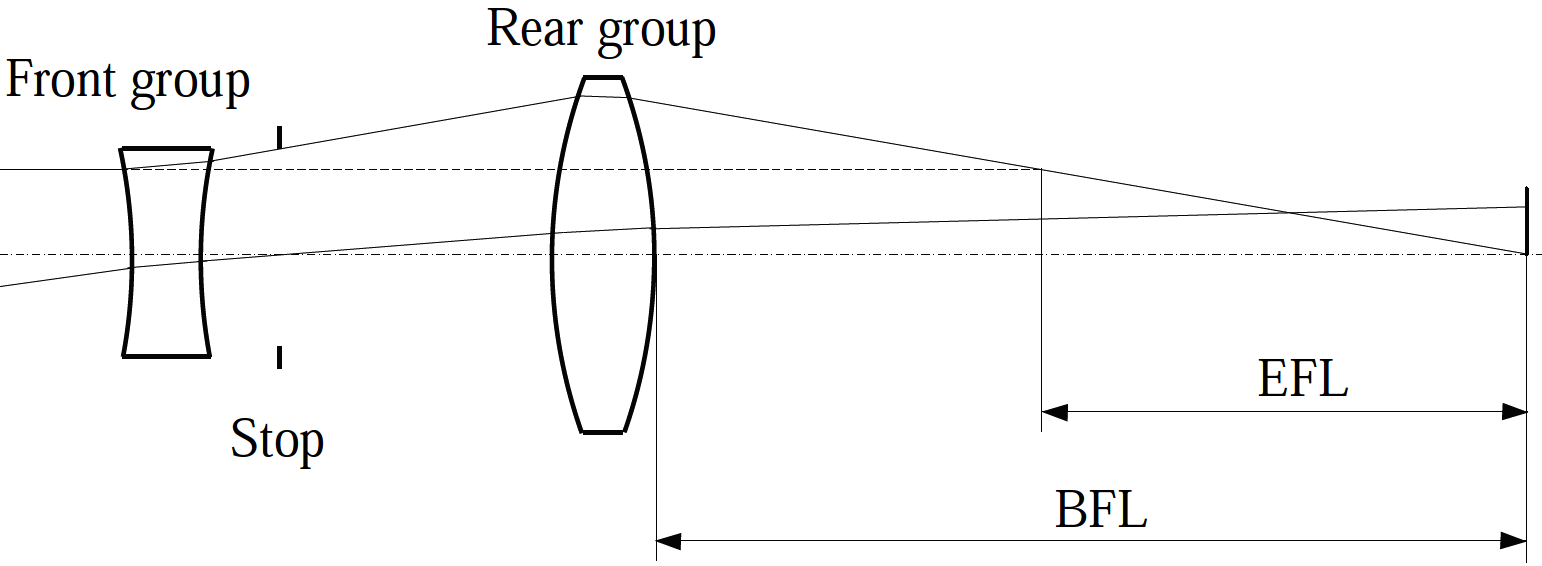 Rear group
Front group
Stop
EFL
BFL